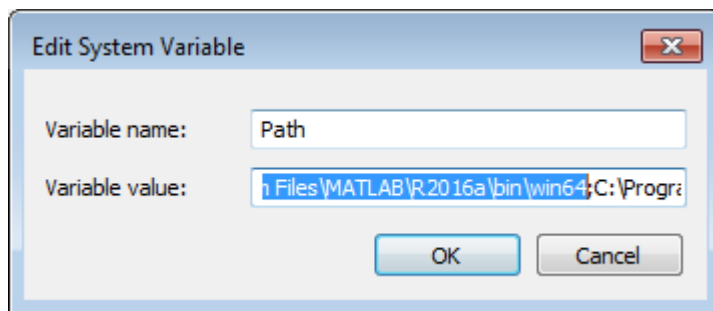 Edit System Variable
Variable name: Path
Variable value: n Files\MATLAB\R2016a\bin\win64;C:\Progra
OK Cancel